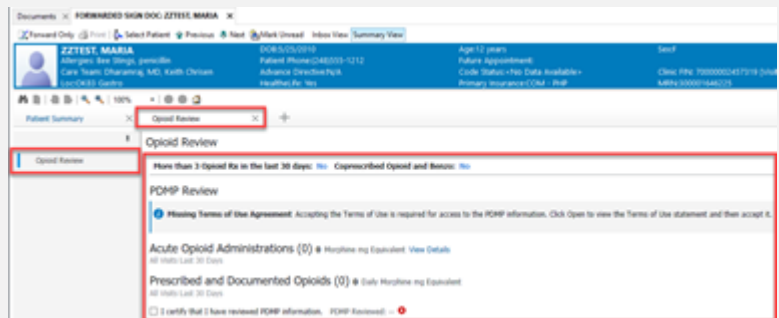 Documents × FORWARDED SIGN DOC: ZZTEST, MARIA ×
Forward Only Print Select Patient Previous Next Mark Unread Inbox View Summary View
ZZTEST, MARIA DOB:5/25/2010 Age:12 years Sex:F
Allergies: Bee Stings, penicillin Patient Phone:(248)555-1212 Future Appointment:
Care Team: Dharamraj, MD, Keith Chrisen Advance Directive:N/A Code Status:<No Data Available> Clinic FIN: 70000002457319
Loc:OKBS Gastro HealtheLife: Yes Primary Insurance:COM - PHP MRN:300001646225
100%
Patient Summary × Opioid Review × +
Opioid Review
Opioid Review
More than 3 Opioid Rx in the last 30 days: No Coprescribed Opioid and Benzo: No
PDMP Review
Missing Terms of Use Agreement Accepting the Terms of Use is required for access to the PDMP information. Click Open to view the Terms of Use statement and then accept it.
Acute Opioid Administrations (0) Morphine mg Equivalent View Details
All Visits Last 30 Days
Prescribed and Documented Opioids (0) Daily Morphine mg Equivalent
All Visits Last 30 Days
I certify that I have reviewed PDMP information. PDMP Reviewed: --